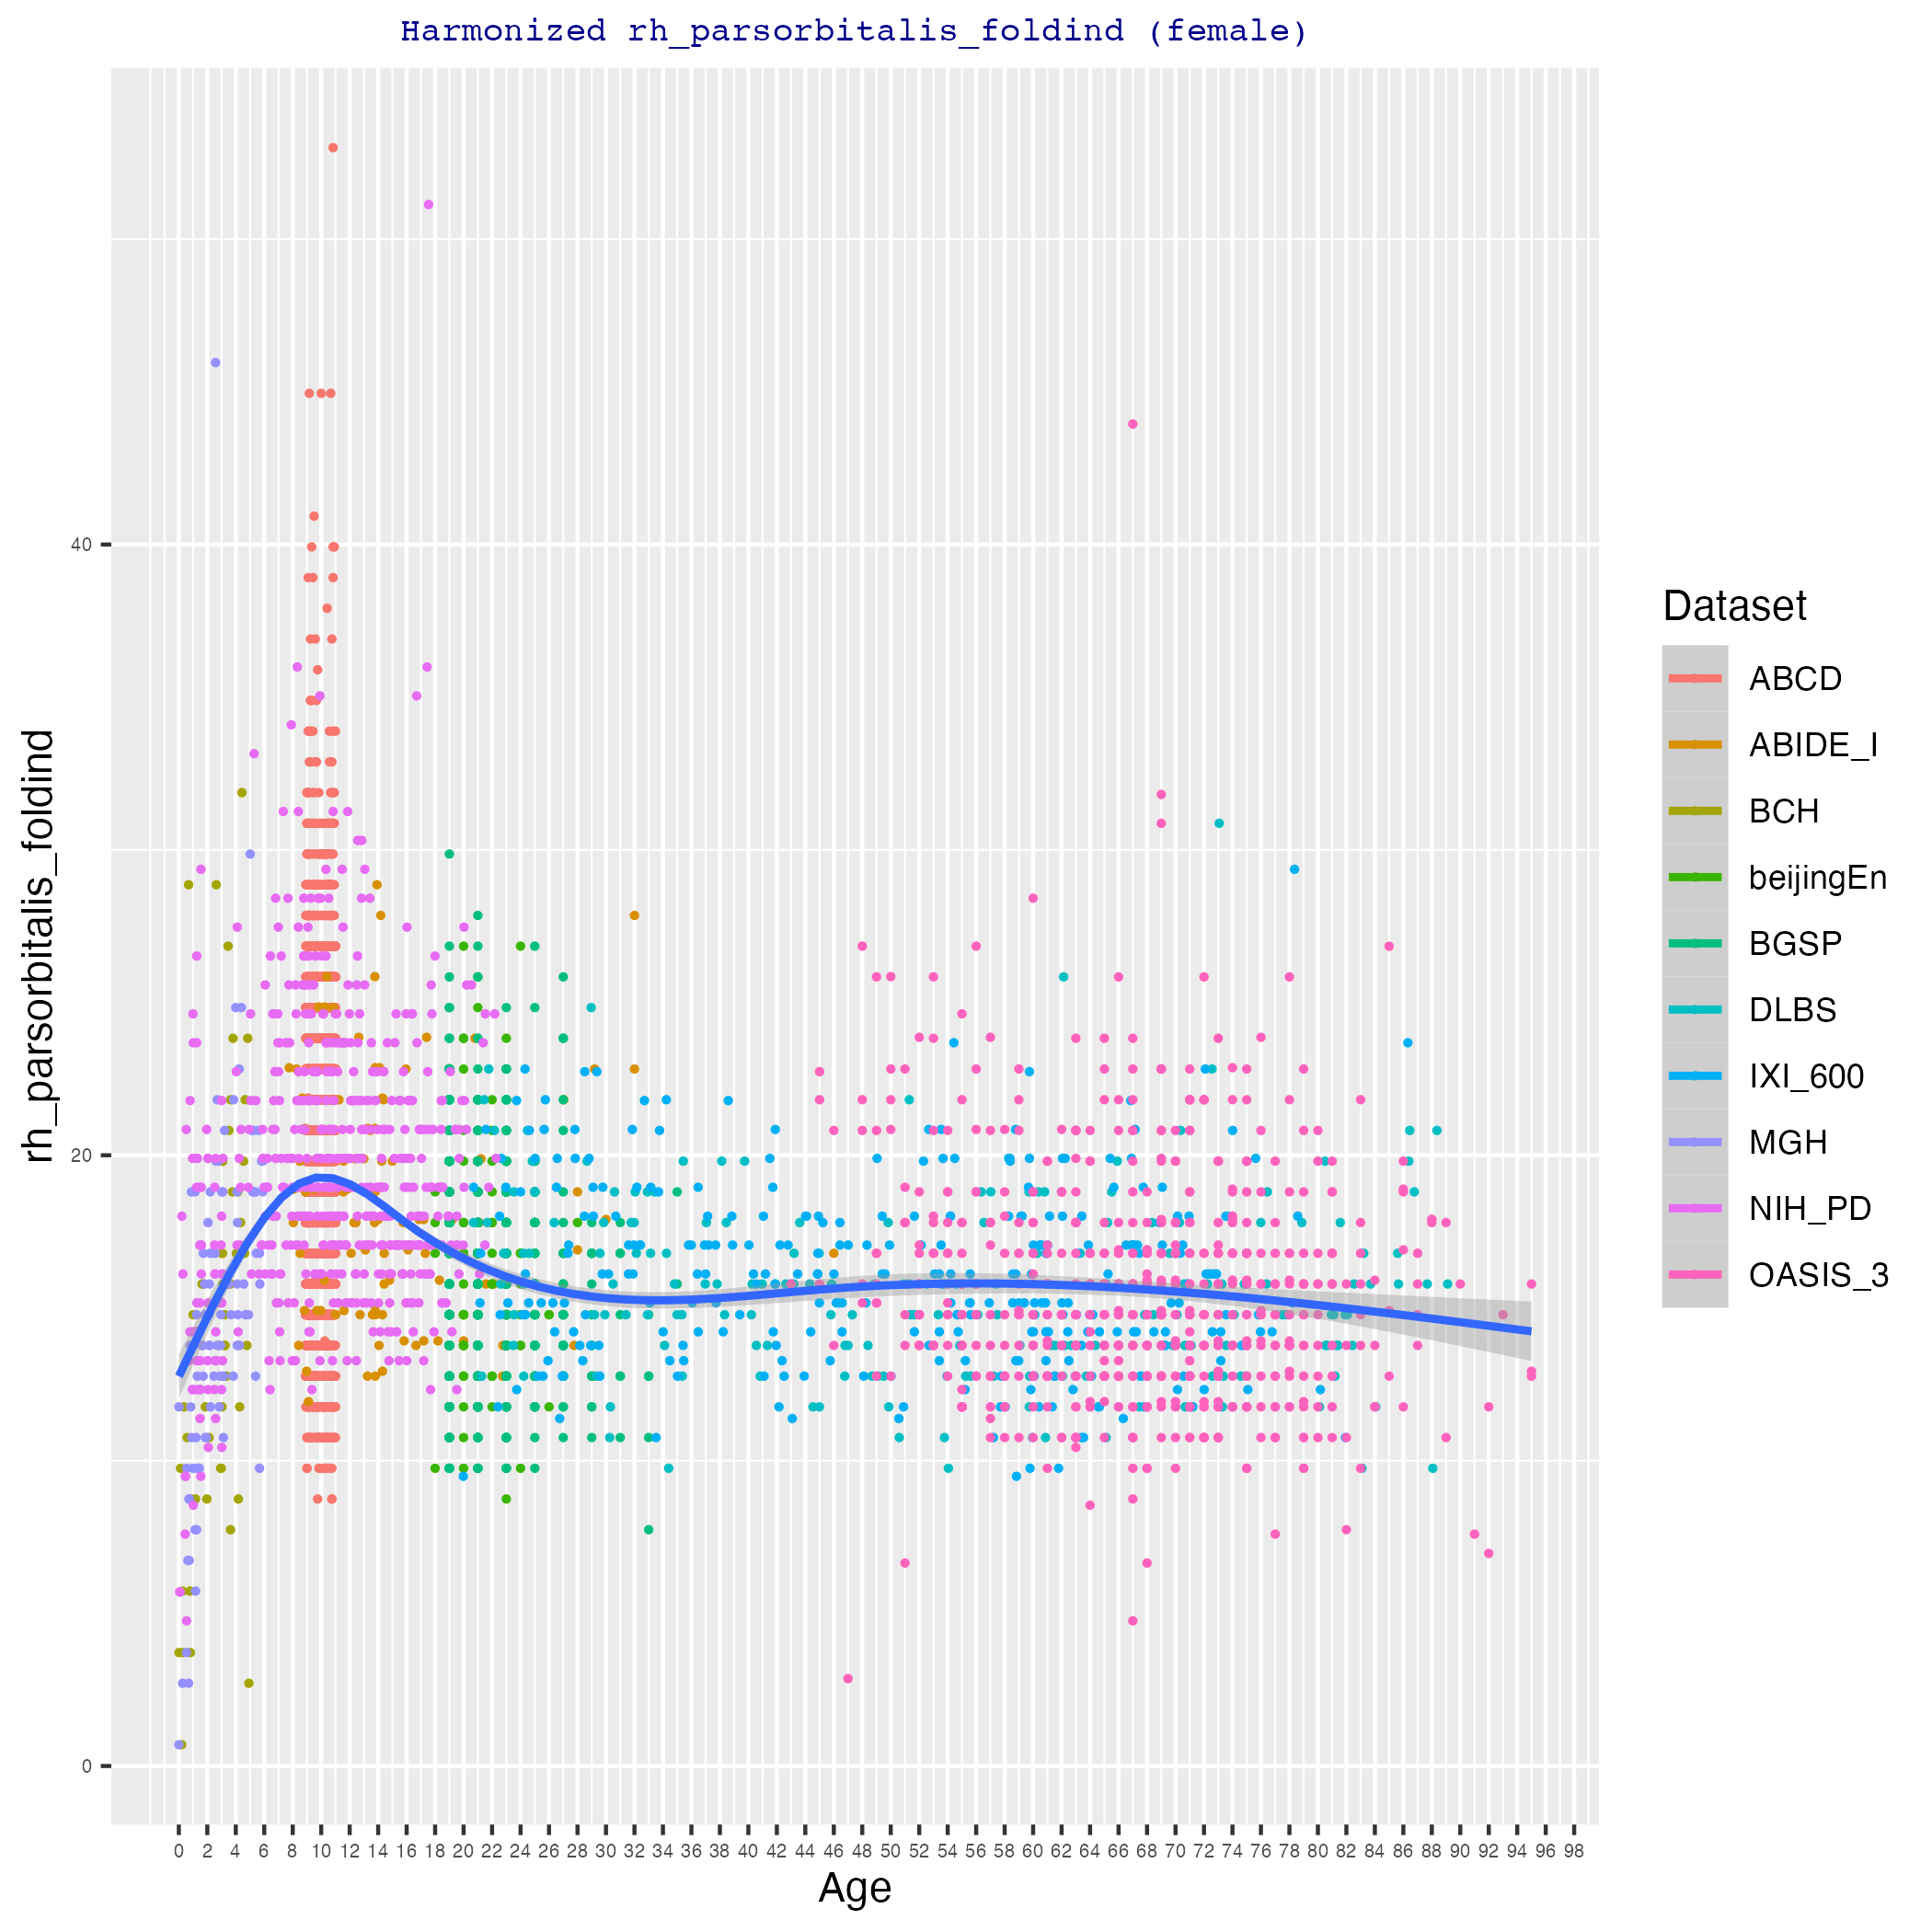 Harmonized rh_parsorbitalis_foldind (female)
rh_parsorbitalis_foldind
40
20
0
0 2 4 6 8 10 12 14 16 18 20 22 24 26 28 30 32 34 36 38 40 42 44 46 48 50 52 54 56 58 60 62 64 66 68 70 72 74 76 78 80 82 84 86 88 90 92 94 96 98
Age
Dataset
ABCD
ABIDE_I
BCH
beijingEn
BGSP
DLBS
IXI_600
MGH
NIH_PD
OASIS_3